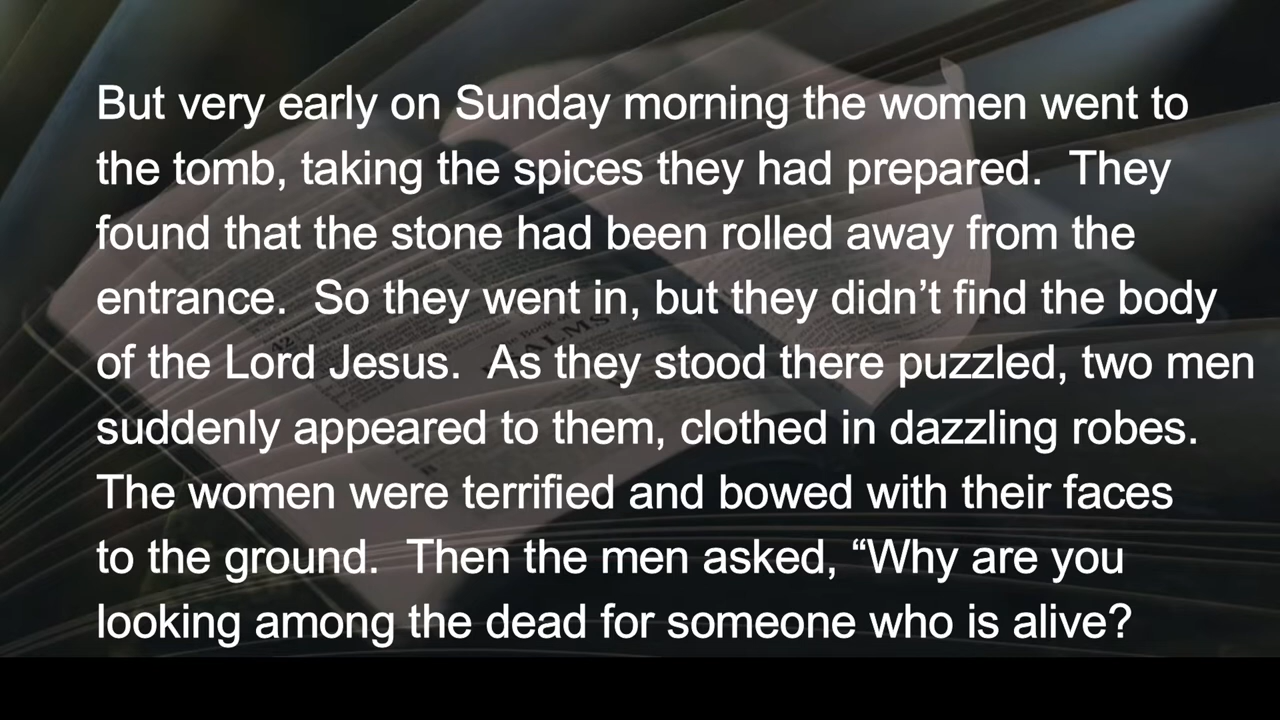 But very early on Sunday morning the women went to
the tomb, taking the spices they had prepared.  They
found that the stone had been rolled away from the
entrance.  So they went in, but they didn’t find the body
of the Lord Jesus.  As they stood there puzzled, two men
suddenly appeared to them, clothed in dazzling robes.
The women were terrified and bowed with their faces
to the ground.  Then the men asked, “Why are you
looking among the dead for someone who is alive?